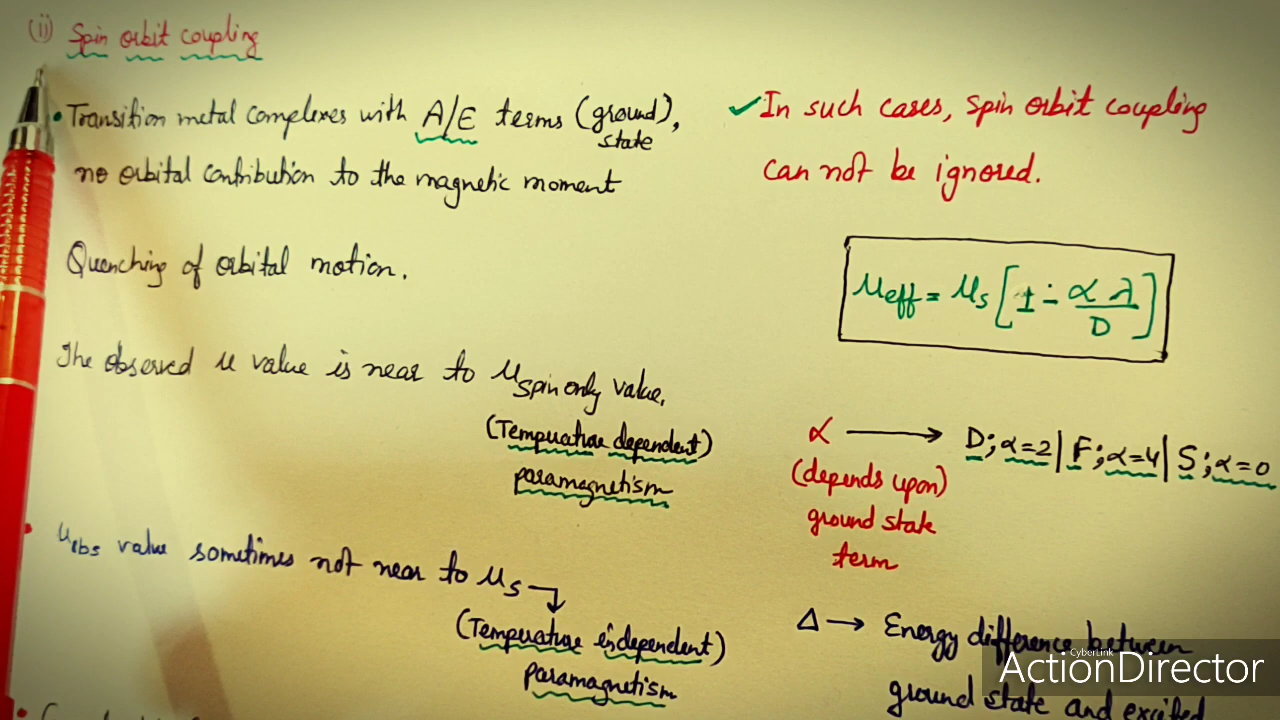 (ii) Spin orbit coupling
• Transition metal complexes with A/E terms (ground),
state
no orbital contribution to the magnetic moment
Quenching of orbital motion.
The observed μ value is near to μ spin only value.
(Temperature dependent)
paramagnetism
• μobs value sometimes not near to μs
(Temperature independent)
paramagnetism
✓ In such cases, spin orbit coupling
can not be ignored.
μeff = μs [1 - αλ/D]
α → D; α=2 | F; α=4 | S; α=0
(depends upon)
ground state
term
Δ → Energy difference between
ground state and excited
CyberLink
ActionDirector